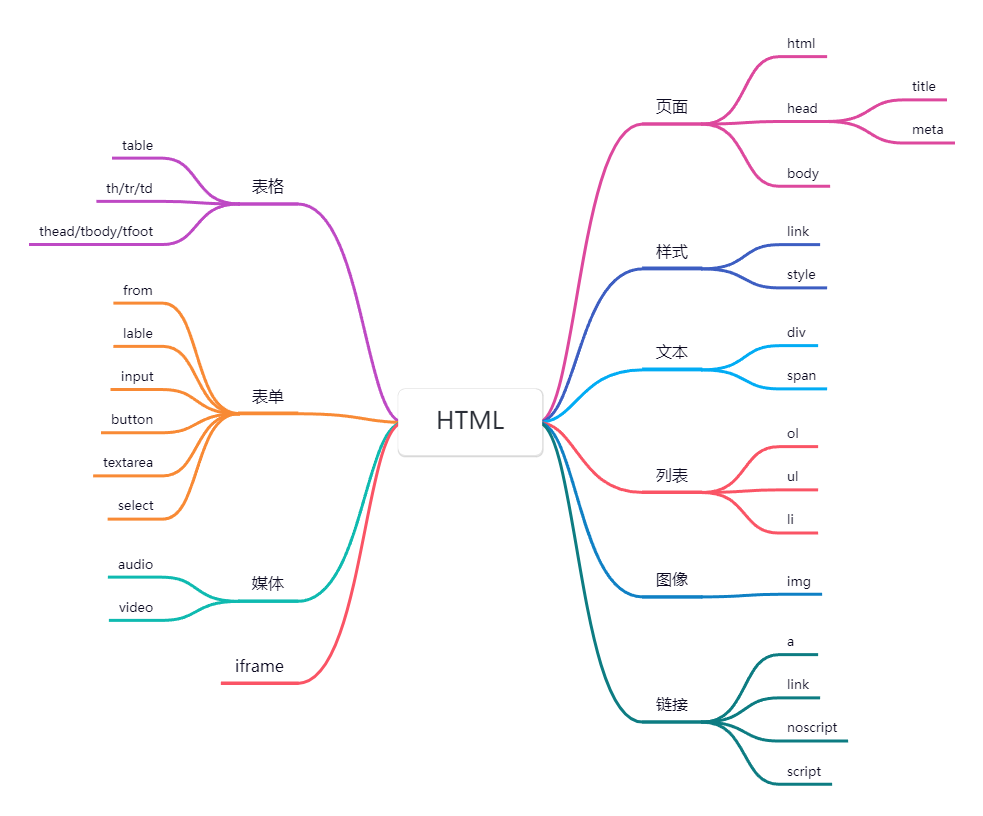 HTML
页面
html
head
title
meta
body
样式
link
style
文本
div
span
列表
ol
ul
li
图像
img
链接
a
link
noscript
script
表格
table
th/tr/td
thead/tbody/tfoot
表单
from
lable
input
button
textarea
select
媒体
audio
video
iframe